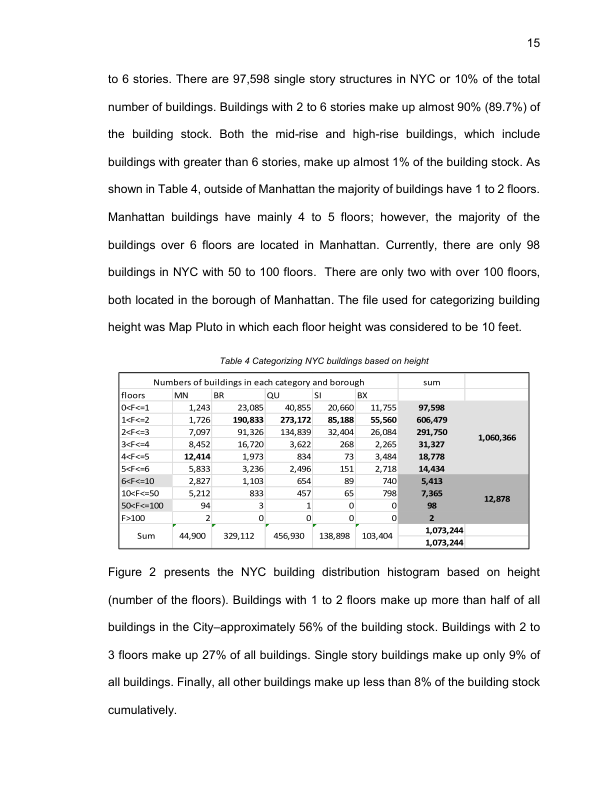 15
to 6 stories. There are 97,598 single story structures in NYC or 10% of the total
number of buildings. Buildings with 2 to 6 stories make up almost 90% (89.7%) of
the building stock. Both the mid-rise and high-rise buildings, which include
buildings with greater than 6 stories, make up almost 1% of the building stock. As
shown in Table 4, outside of Manhattan the majority of buildings have 1 to 2 floors.
Manhattan buildings have mainly 4 to 5 floors; however, the majority of the
buildings over 6 floors are located in Manhattan. Currently, there are only 98
buildings in NYC with 50 to 100 floors. There are only two with over 100 floors,
both located in the borough of Manhattan. The file used for categorizing building
height was Map Pluto in which each floor height was considered to be 10 feet.
Table 4 Categorizing NYC buildings based on height
Numbers of buildings in each category and borough sum
floors MN BR QU SI BX
0<F<=1 1,243 23,085 40,855 20,660 11,755 97,598
1<F<=2 1,726 190,833 273,172 85,188 55,560 606,479
2<F<=3 7,097 91,326 134,839 32,404 26,084 291,750
3<F<=4 8,452 16,720 3,622 268 2,265 31,327
1,060,366
4<F<=5 12,414 1,973 834 73 3,484 18,778
5<F<=6 5,833 3,236 2,496 151 2,718 14,434
6<F<=10 2,827 1,103 654 89 740 5,413
10<F<=50 5,212 833 457 65 798 7,365
12,878
50<F<=100 94 3 1 0 0 98
F>100 2 0 0 0 0 2
Sum 44,900 329,112 456,930 138,898 103,404 1,073,244
1,073,244
Figure 2 presents the NYC building distribution histogram based on height
(number of the floors). Buildings with 1 to 2 floors make up more than half of all
buildings in the City–approximately 56% of the building stock. Buildings with 2 to
3 floors make up 27% of all buildings. Single story buildings make up only 9% of
all buildings. Finally, all other buildings make up less than 8% of the building stock
cumulatively.